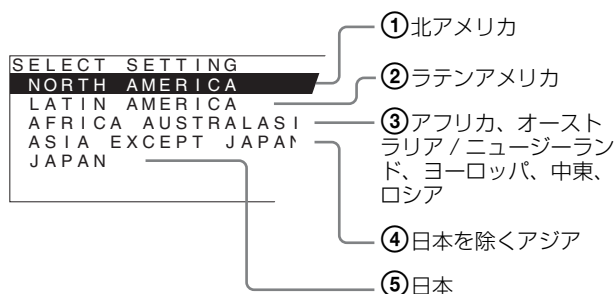 SELECT SETTING
NORTH AMERICA
LATIN AMERICA
AFRICA AUSTRALASI
ASIA EXCEPT JAPAN
JAPAN
①北アメリカ
②ラテンアメリカ
③アフリカ、オースト
ラリア / ニュージーラン
ド、ヨーロッパ、中東、
ロシア
④日本を除くアジア
⑤日本